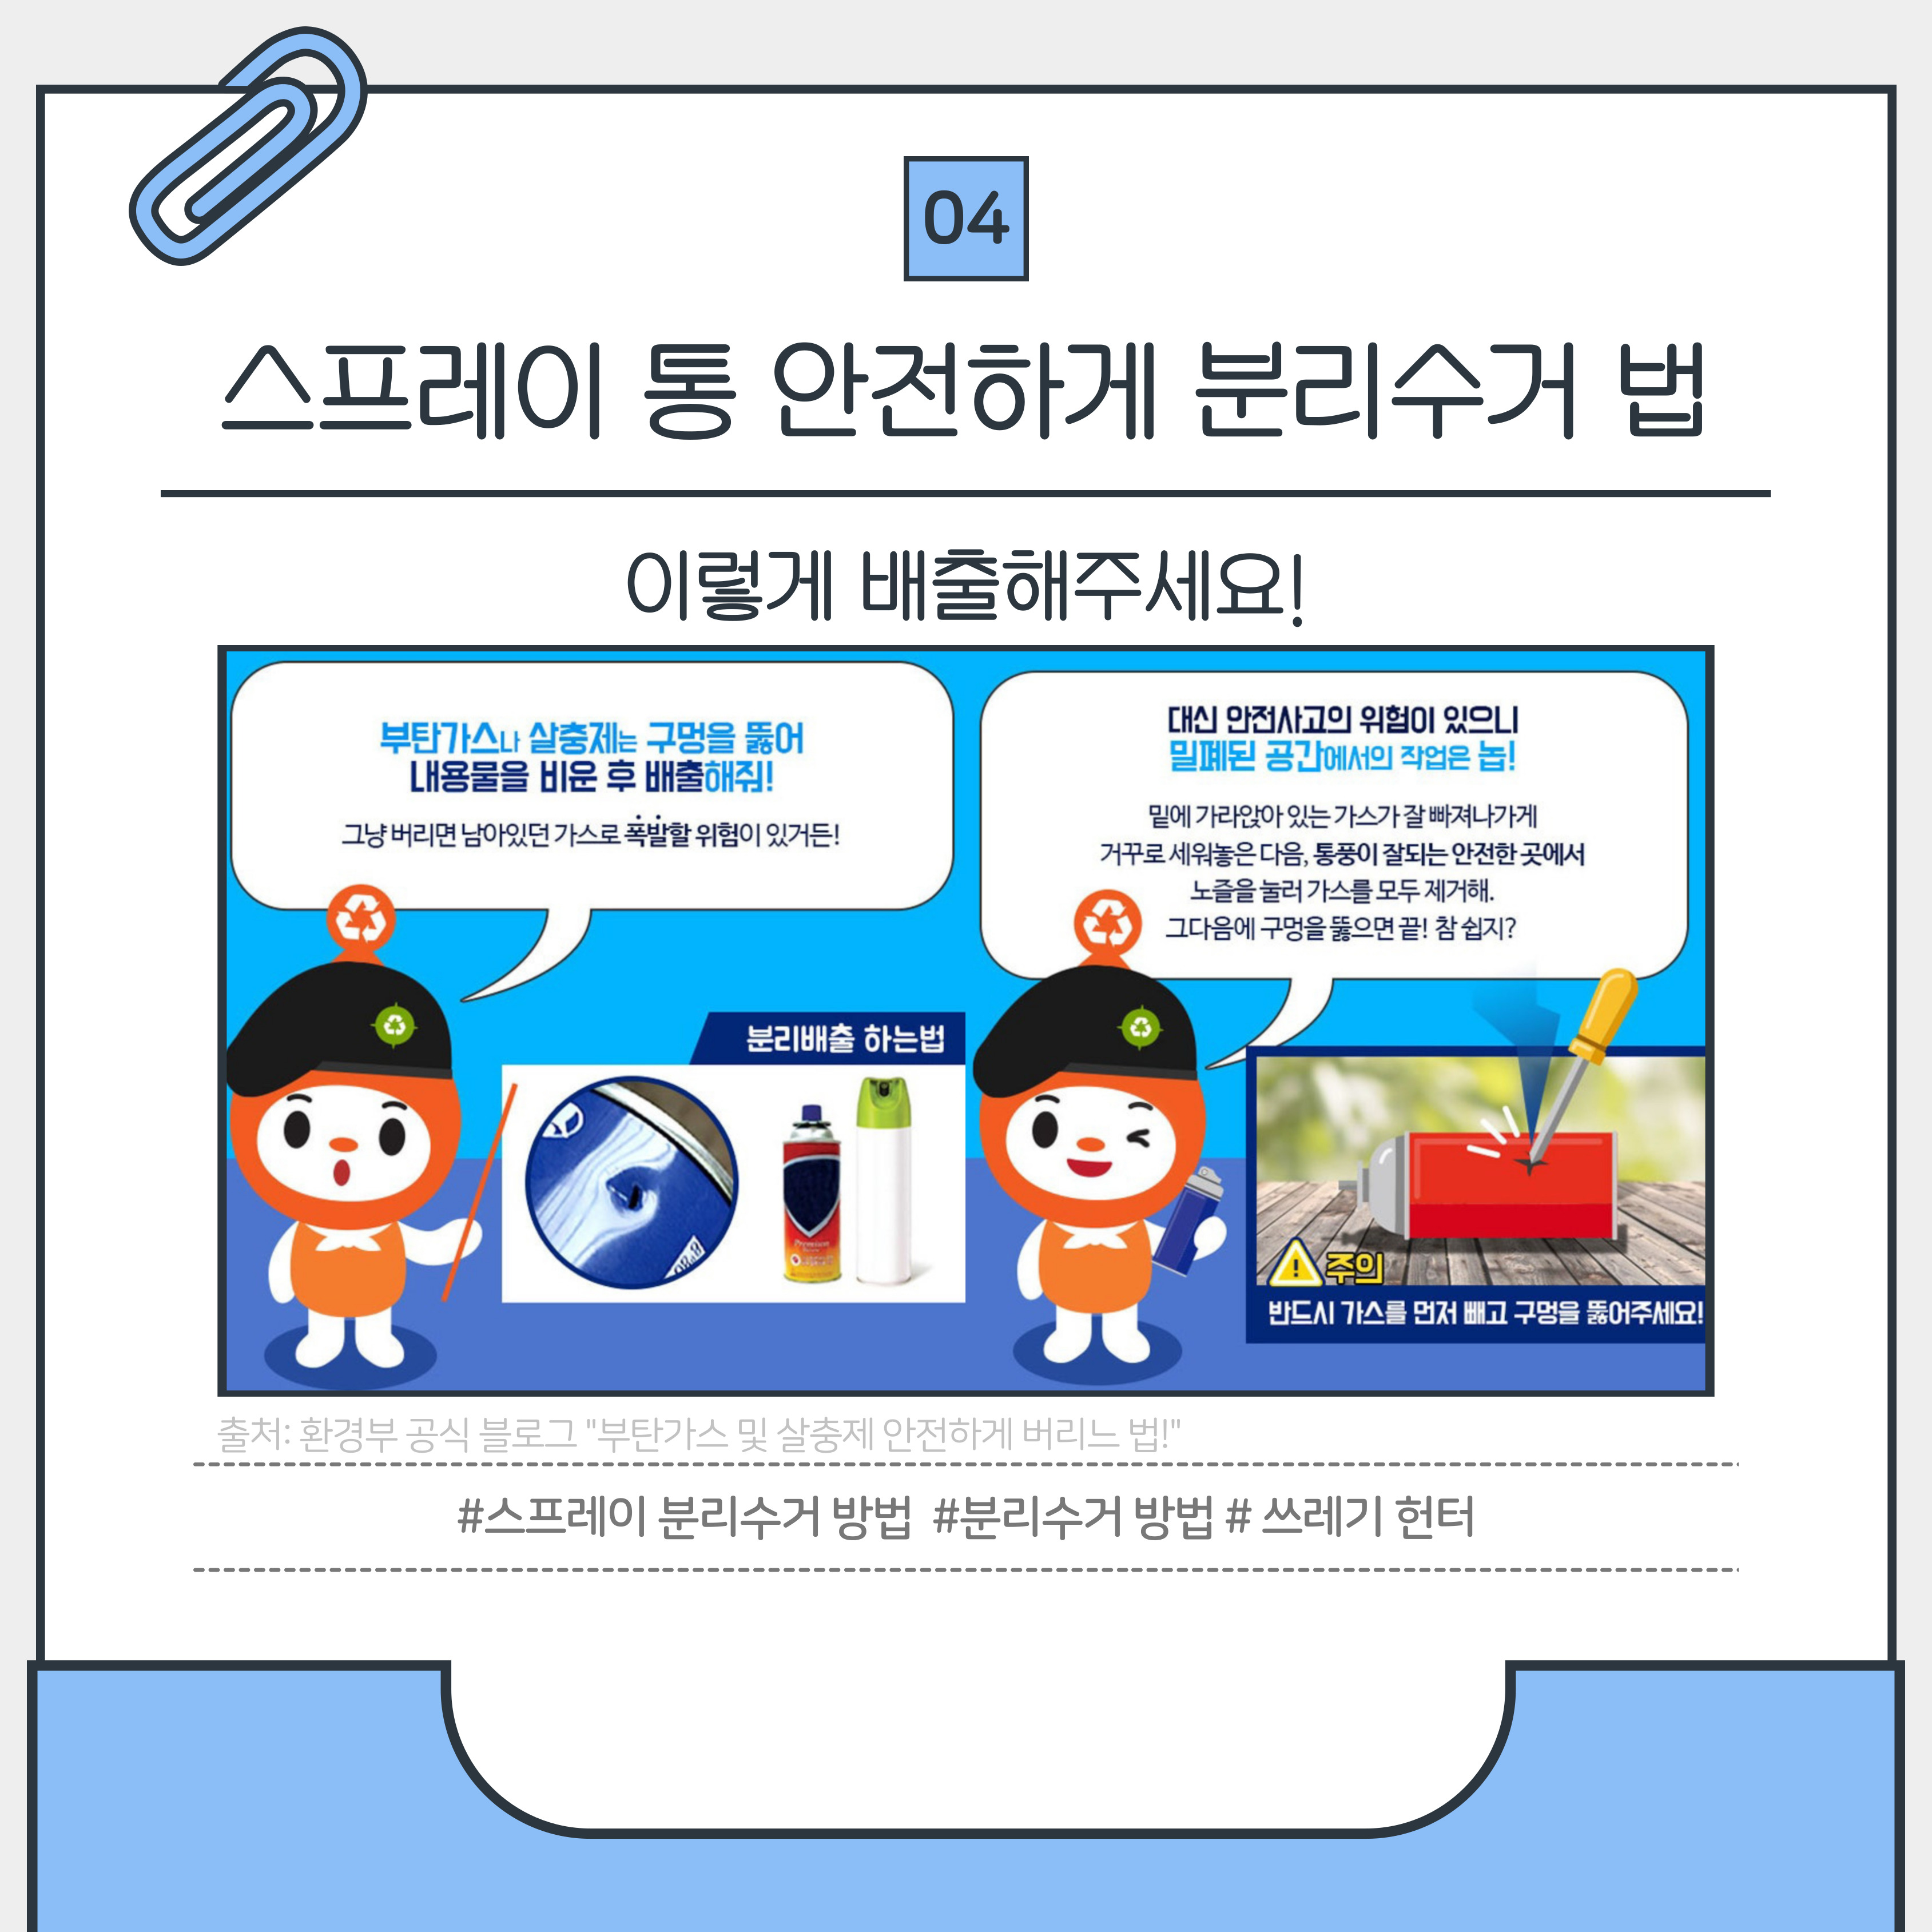 04
스프레이 통 안전하게 분리수거 법
이렇게 배출해주세요!
부탄가스나 살충제는 구멍을 뚫어
내용물을 비운 후 배출해줘!
그냥 버리면 남아있던 가스로 폭발할 위험이 있거든!
분리배출 하는법
Premium
대신 안전사고의 위험이 있으니
밀폐된 공간에서의 작업은 놉!
밑에 가라앉아 있는 가스가 잘 빠져나가게
거꾸로 세워놓은 다음, 통풍이 잘되는 안전한 곳에서
노즐을 눌러 가스를 모두 제거해.
그다음에 구멍을 뚫으면 끝! 참 쉽지?
주의
반드시 가스를 먼저 빼고 구멍을 뚫어주세요!
출처: 환경부 공식 블로그 "부탄가스 및 살충제 안전하게 버리느 법!"
#스프레이 분리수거 방법 #분리수거 방법 # 쓰레기 헌터